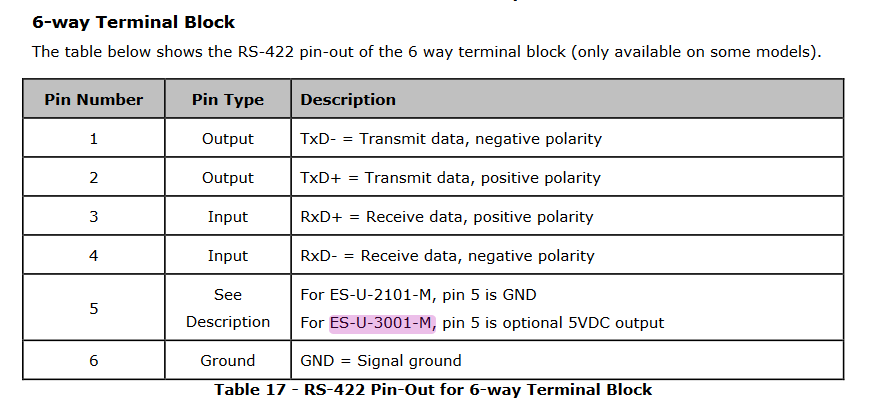 6-way Terminal Block
The table below shows the RS-422 pin-out of the 6 way terminal block (only available on some models).
Pin Number Pin Type Description
1 Output TxD- = Transmit data, negative polarity
2 Output TxD+ = Transmit data, positive polarity
3 Input RxD+ = Receive data, positive polarity
4 Input RxD- = Receive data, negative polarity
5 See Description For ES-U-2101-M, pin 5 is GND
For ES-U-3001-M, pin 5 is optional 5VDC output
6 Ground GND = Signal ground
Table 17 - RS-422 Pin-Out for 6-way Terminal Block